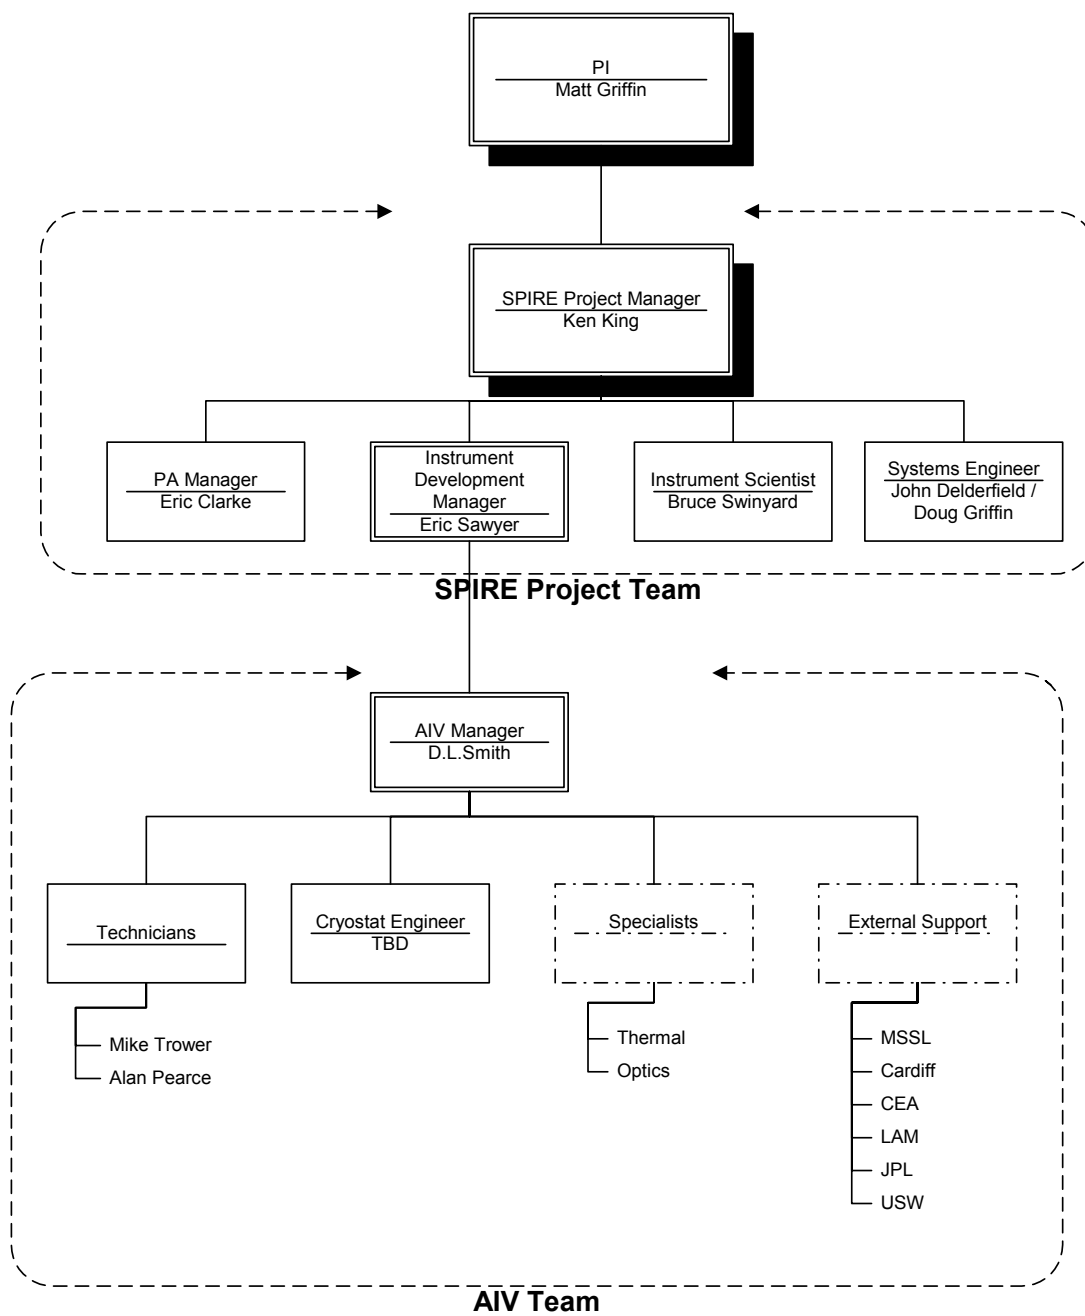 PI
Matt Griffin
SPIRE Project Manager
Ken King
PA Manager
Eric Clarke
Instrument
Development
Manager
Eric Sawyer
Instrument Scientist
Bruce Swinyard
Systems Engineer
John Delderfield /
Doug Griffin
SPIRE Project Team
AIV Manager
D.L.Smith
Technicians
Mike Trower
Alan Pearce
Cryostat Engineer
TBD
Specialists
Thermal
Optics
External Support
MSSL
Cardiff
CEA
LAM
JPL
USW
AIV Team